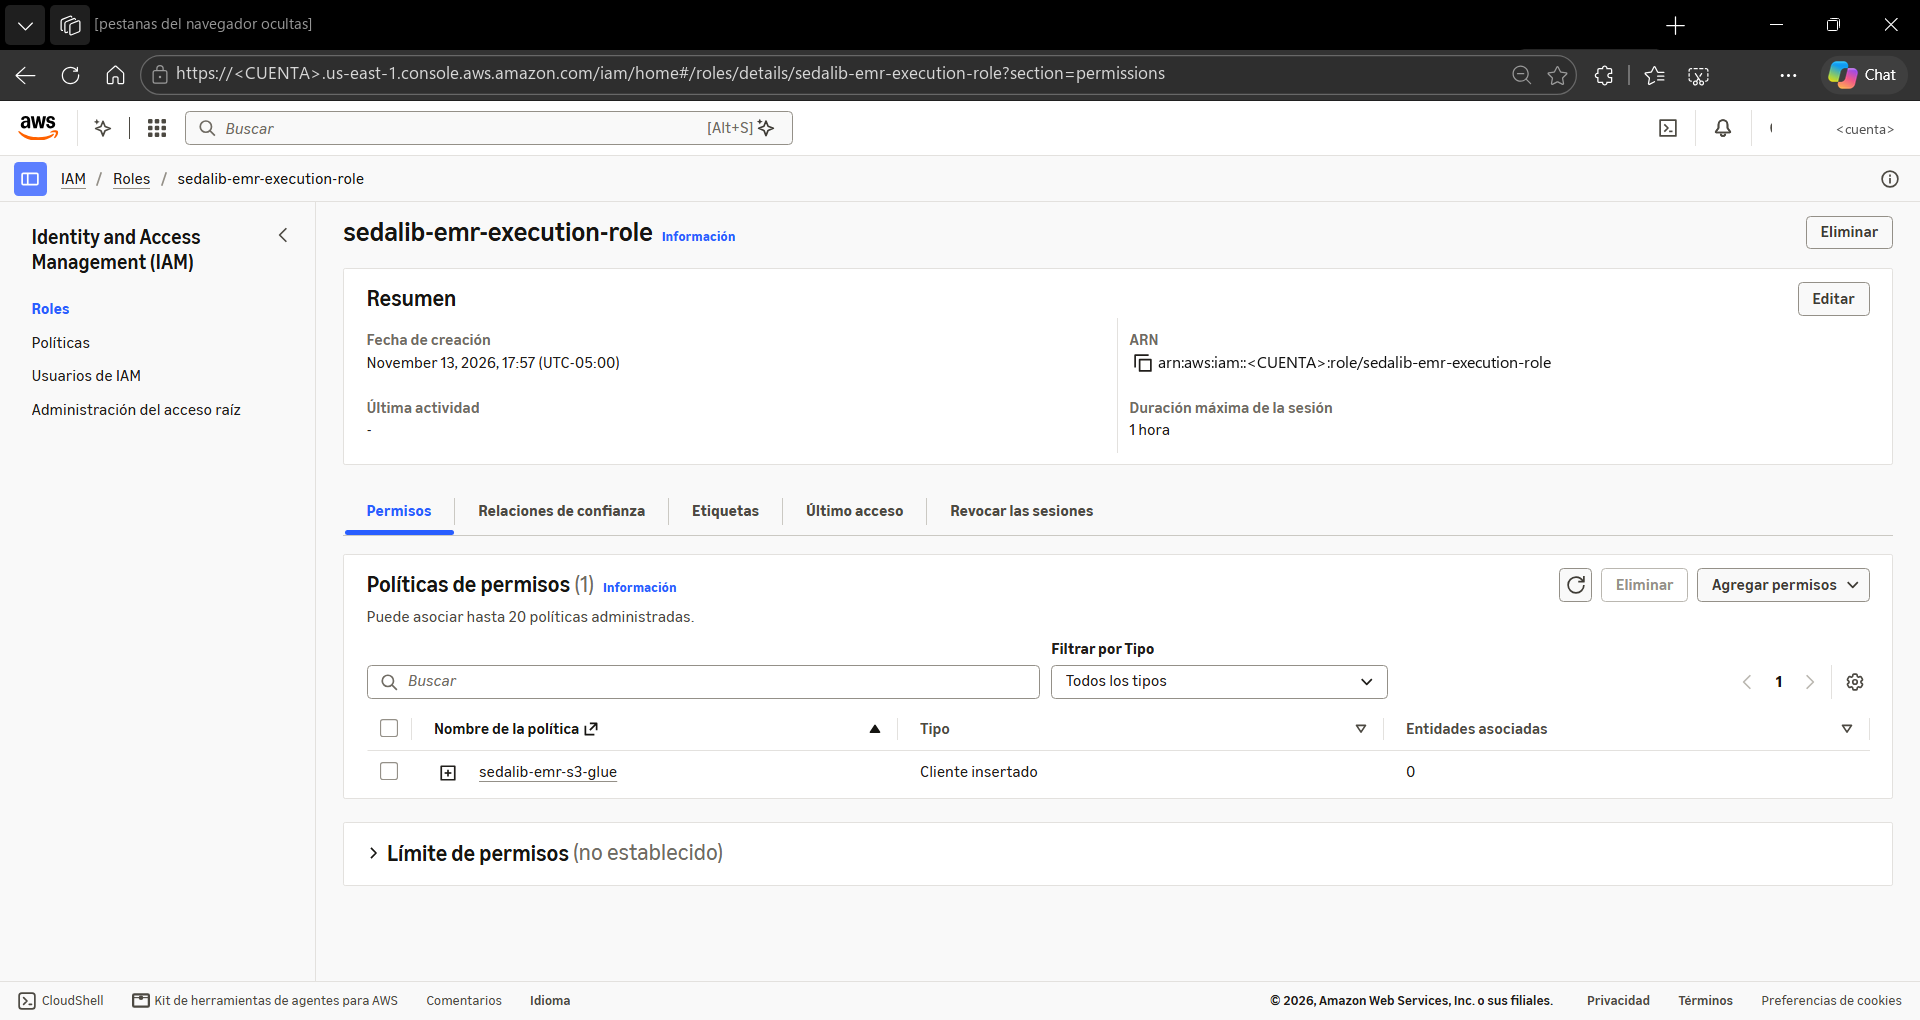 [pestanas del navegador ocultas]
https://<CUENTA>.us-east-1.console.aws.amazon.com/iam/home#/roles/details/sedalib-emr-execution-role?section=permissions
Chat
aws
Buscar
[Alt+S]
<cuenta>
IAM / Roles / sedalib-emr-execution-role
Identity and Access
Management (IAM)
Roles
Políticas
Usuarios de IAM
Administración del acceso raíz
sedalib-emr-execution-role Información
Eliminar
Resumen
Editar
Fecha de creación
November 13, 2026, 17:57 (UTC-05:00)
ARN
arn:aws:iam::<CUENTA>:role/sedalib-emr-execution-role
Última actividad
-
Duración máxima de la sesión
1 hora
Permisos
Relaciones de confianza
Etiquetas
Último acceso
Revocar las sesiones
Políticas de permisos (1) Información
Eliminar
Agregar permisos
Puede asociar hasta 20 políticas administradas.
Filtrar por Tipo
Buscar
Todos los tipos
1
Nombre de la política
Tipo
Entidades asociadas
sedalib-emr-s3-glue
Cliente insertado
0
Límite de permisos (no establecido)
CloudShell
Kit de herramientas de agentes para AWS
Comentarios
Idioma
© 2026, Amazon Web Services, Inc. o sus filiales.
Privacidad
Términos
Preferencias de cookies